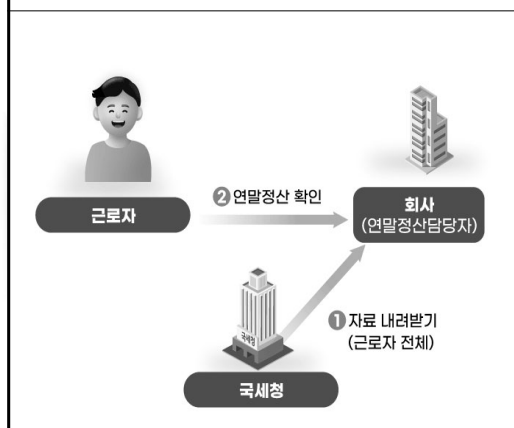 근로자
② 연말정산 확인
회사
(연말정산담당자)
국세청
① 자료 내려받기
(근로자 전체)
국세청